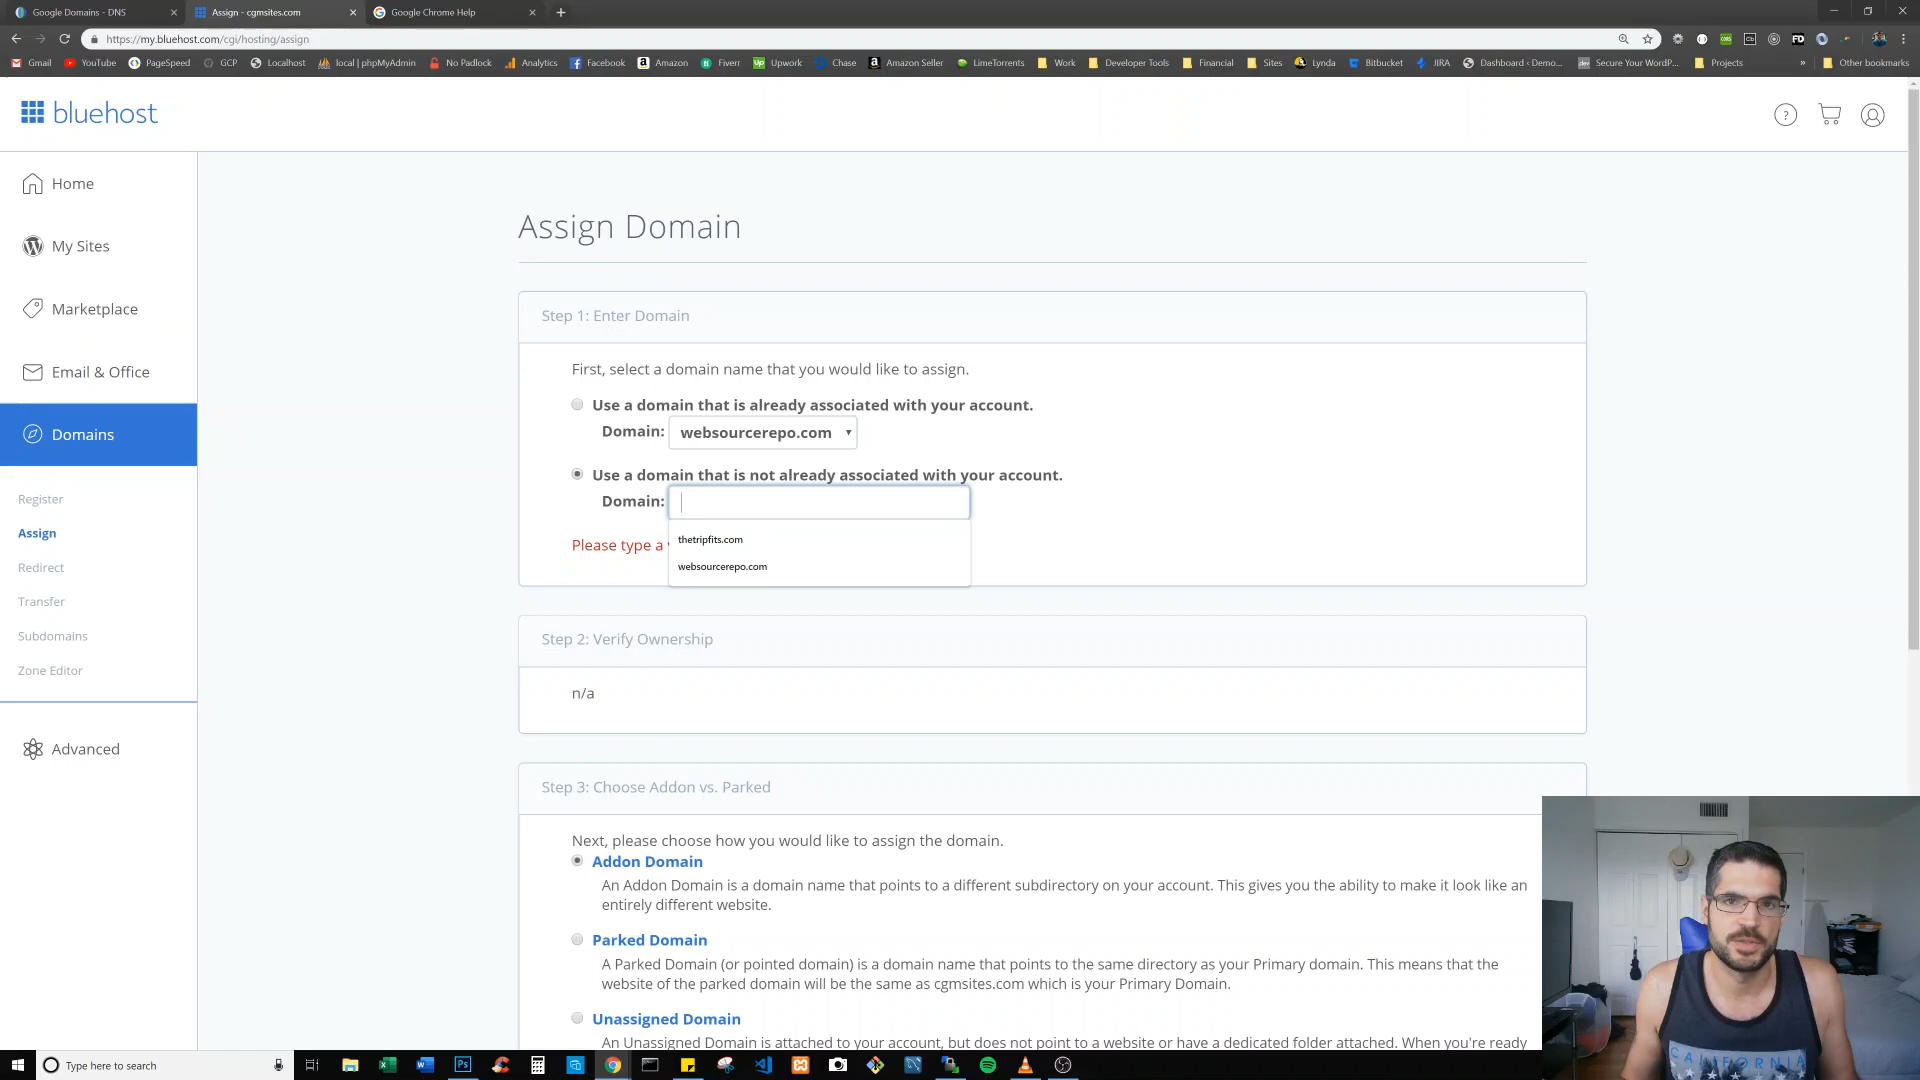 Google Domains - DNS
Assign - cgmsites.com
Google Chrome Help
https://my.bluehost.com/cgi/hosting/assign
Gmail YouTube PageSpeed GCP Localhost local | phpMyAdmin No Padlock Analytics Facebook Amazon Fiverr Upwork Chase Amazon Seller LimeTorrents Work Developer Tools Financial Sites Lynda Bitbucket JIRA Dashboard ‹ Demo... Secure Your WordP... Projects » Other bookmarks
bluehost
Home
My Sites
Marketplace
Email & Office
Domains
Register
Assign
Redirect
Transfer
Subdomains
Zone Editor
Advanced
Assign Domain
Step 1: Enter Domain
First, select a domain name that you would like to assign.
Use a domain that is already associated with your account.
Domain: websourcerepo.com
Use a domain that is not already associated with your account.
Domain:
Please type a
thetripfits.com
websourcerepo.com
Step 2: Verify Ownership
n/a
Step 3: Choose Addon vs. Parked
Next, please choose how you would like to assign the domain.
Addon Domain
An Addon Domain is a domain name that points to a different subdirectory on your account. This gives you the ability to make it look like an
entirely different website.
Parked Domain
A Parked Domain (or pointed domain) is a domain name that points to the same directory as your Primary domain. This means that the
website of the parked domain will be the same as cgmsites.com which is your Primary Domain.
Unassigned Domain
An Unassigned Domain is attached to your account, but does not point to a website or have a dedicated folder attached. When you're ready
CALIFORNIA
Type here to search